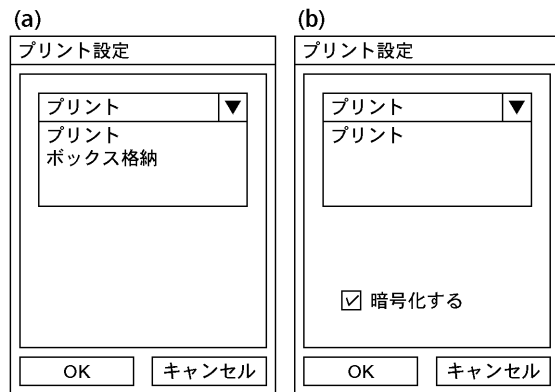 (a)
プリント設定
プリント ▼
プリント
ボックス格納
OK キャンセル
(b)
プリント設定
プリント ▼
プリント
☑ 暗号化する
OK キャンセル